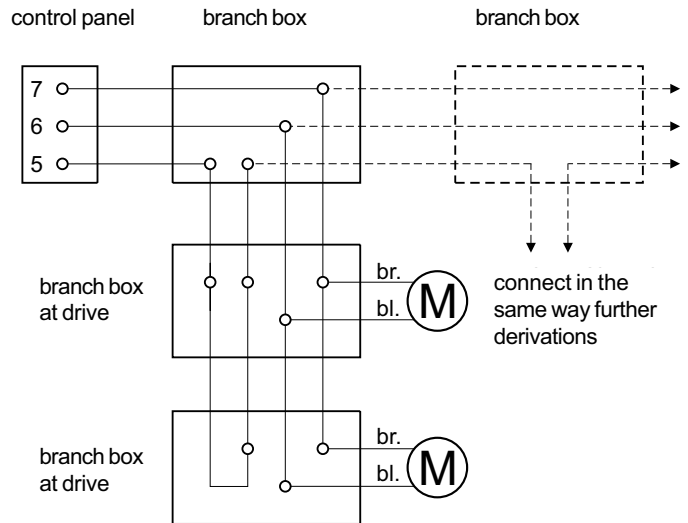 control panel
branch box
branch box
7
6
5
branch box
at drive
br.
bl.
M
connect in the
same way further
derivations
branch box
at drive
br.
bl.
M